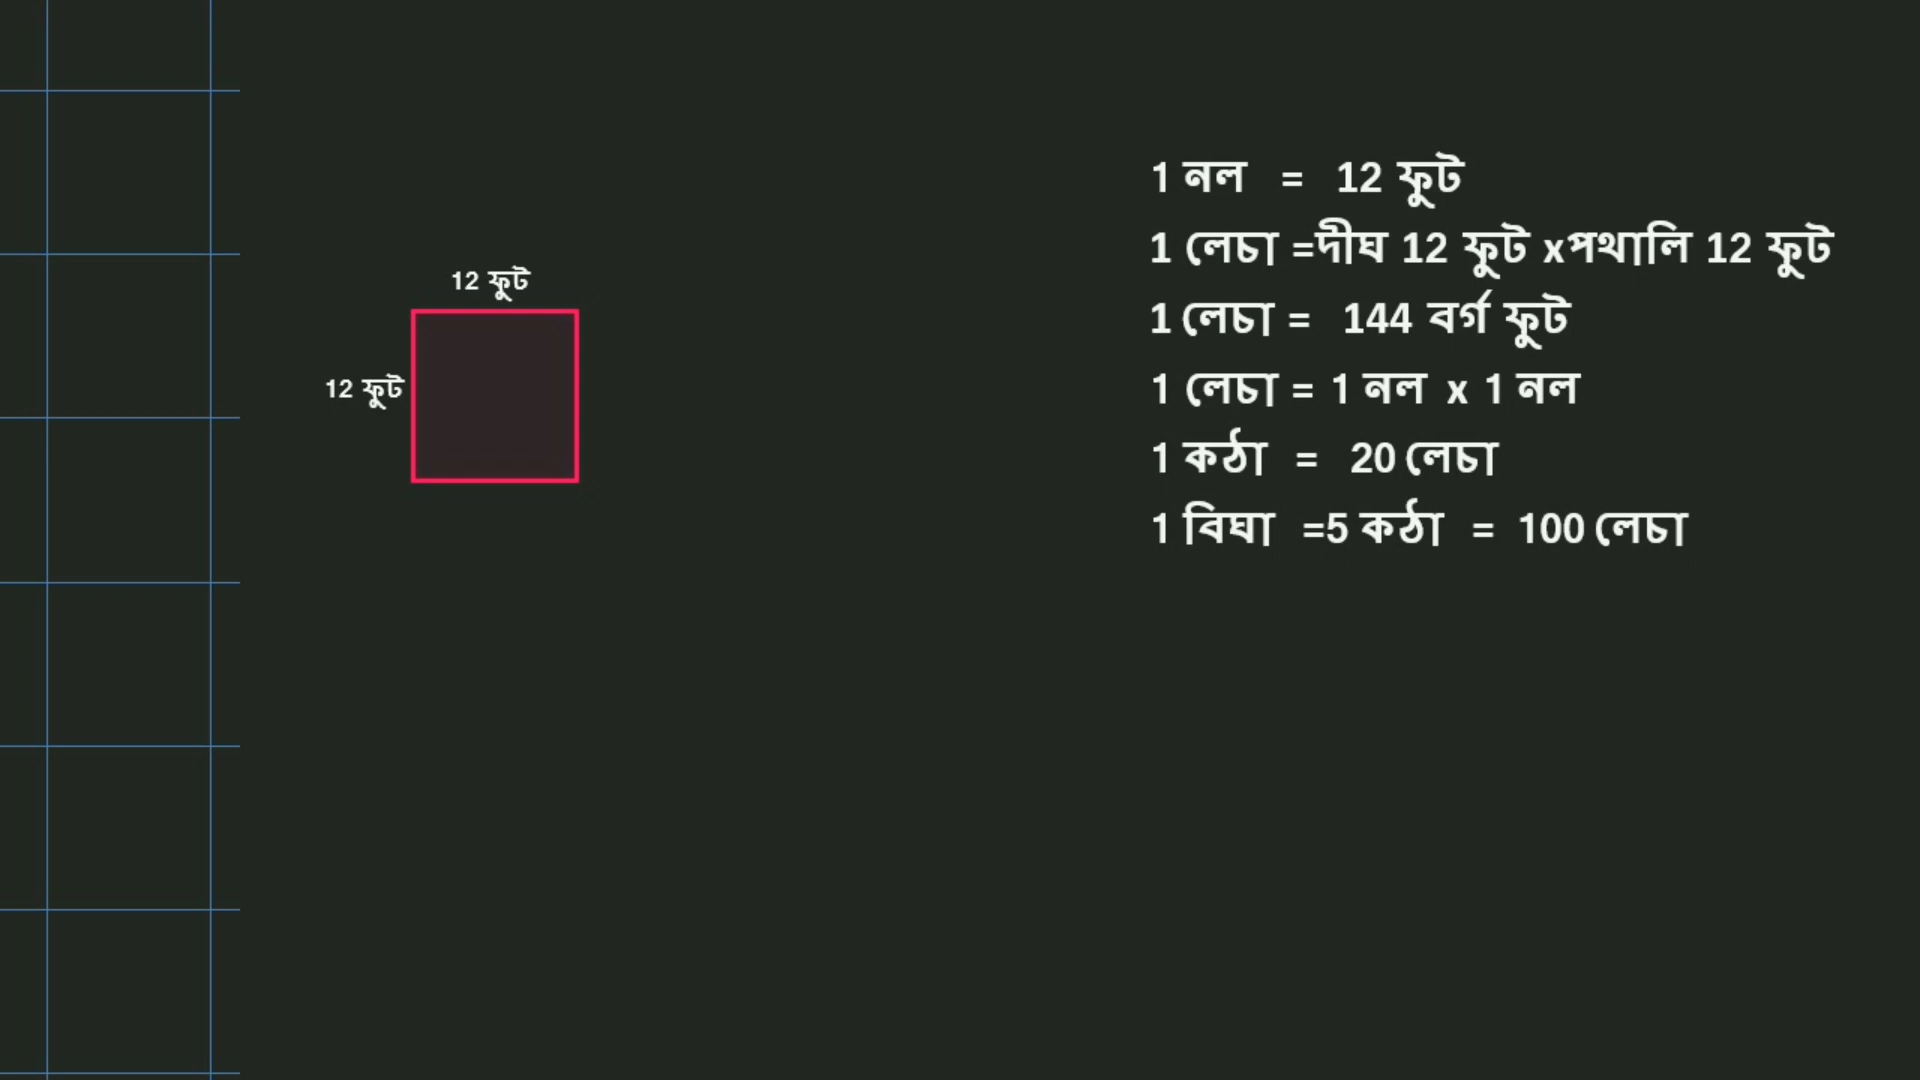 12 ফুট
12 ফুট
1 নল = 12 ফুট
1 লেচা =দীঘ 12 ফুট xপথালি 12 ফুট
1 লেচা = 144 বর্গ ফুট
1 লেচা = 1 নল x 1 নল
1 কঠা = 20 লেচা
1 বিঘা =5 কঠা = 100 লেচা